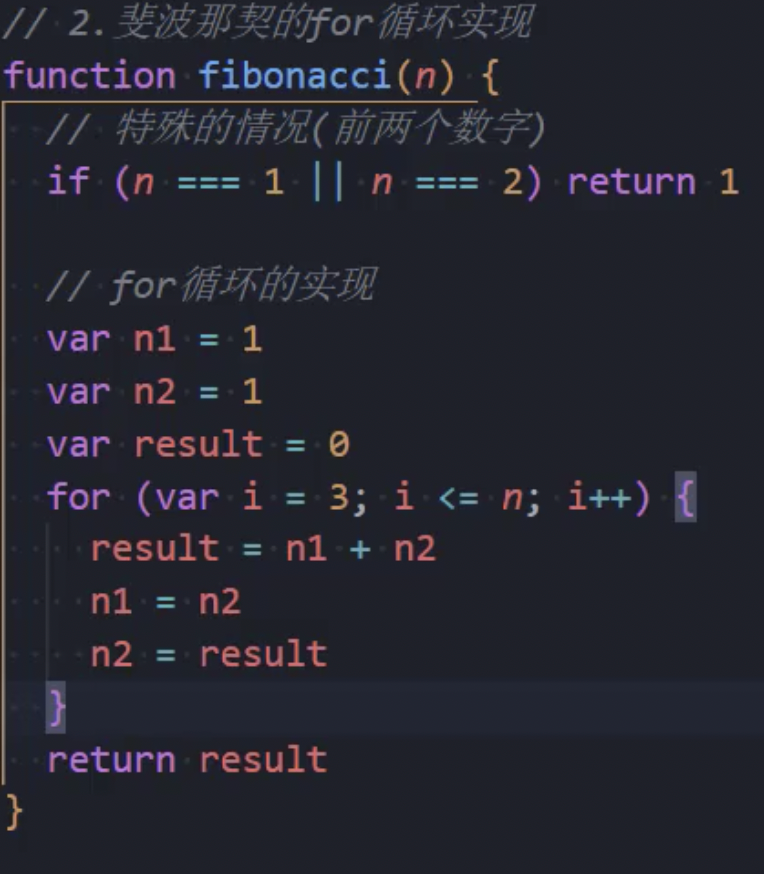 // 2.斐波那契的for循环实现
function fibonacci(n) {
  // 特殊的情况(前两个数字)
  if (n === 1 || n === 2) return 1

  // for循环的实现
  var n1 = 1
  var n2 = 1
  var result = 0
  for (var i = 3; i <= n; i++) {
    result = n1 + n2
    n1 = n2
    n2 = result
  }
  return result
}